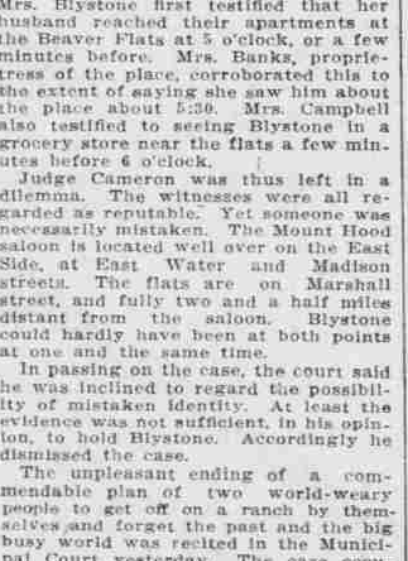 Mrs. Blystone first testified that her
husband reached their apartments at
the Beaver Flats at 5 o'clock, or a few
minutes before. Mrs. Banks, proprie-
tress of the place, corroborated this to
the extent of saying she saw him about
the place about 5:30. Mrs. Campbell
also testified to seeing Blystone in a
grocery store near the flats a few min-
utes before 6 o'clock.
Judge Cameron was thus left in a
dilemma. The witnesses were all re-
garded as reputable. Yet someone was
necessarily mistaken. The Mount Hood
saloon is located well over on the East
Side, at East Water and Madison
streets. The flats are on Marshall
street, and fully two and a half miles
distant from the saloon. Blystone
could hardly have been at both points
at one and the same time.
In passing on the case, the court said
he was inclined to regard the possibil-
ity of mistaken identity. At least the
evidence was not sufficient, in his opin-
ion, to hold Blystone. Accordingly he
dismissed the case.
The unpleasant ending of a com-
mendable plan of two world-weary
people to get off on a ranch by them-
selves and forget the past and the big
busy world was recited in the Munici-
pal Court yesterday. The case